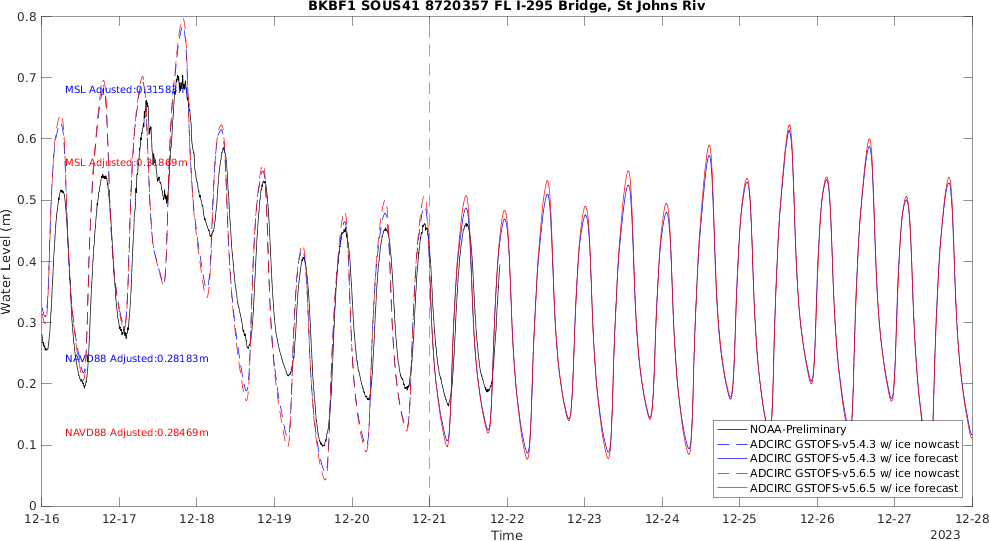 BKBF1 SOUS41 8720357 FL I-295 Bridge, St Johns Riv
0.8
0.7
0.6
0.5
0.4
0.3
0.2
0.1
0
Water Level (m)
MSL Adjusted:0.31583m
MSL Adjusted:0.31869m
NAVD88 Adjusted:0.28183m
NAVD88 Adjusted:0.28469m
NOAA-Preliminary
ADCIRC GSTOFS-v5.4.3 w/ ice nowcast
ADCIRC GSTOFS-v5.4.3 w/ ice forecast
ADCIRC GSTOFS-v5.6.5 w/ ice nowcast
ADCIRC GSTOFS-v5.6.5 w/ ice forecast
12-16 12-17 12-18 12-19 12-20 12-21 12-22 12-23 12-24 12-25 12-26 12-27 12-28
Time
2023